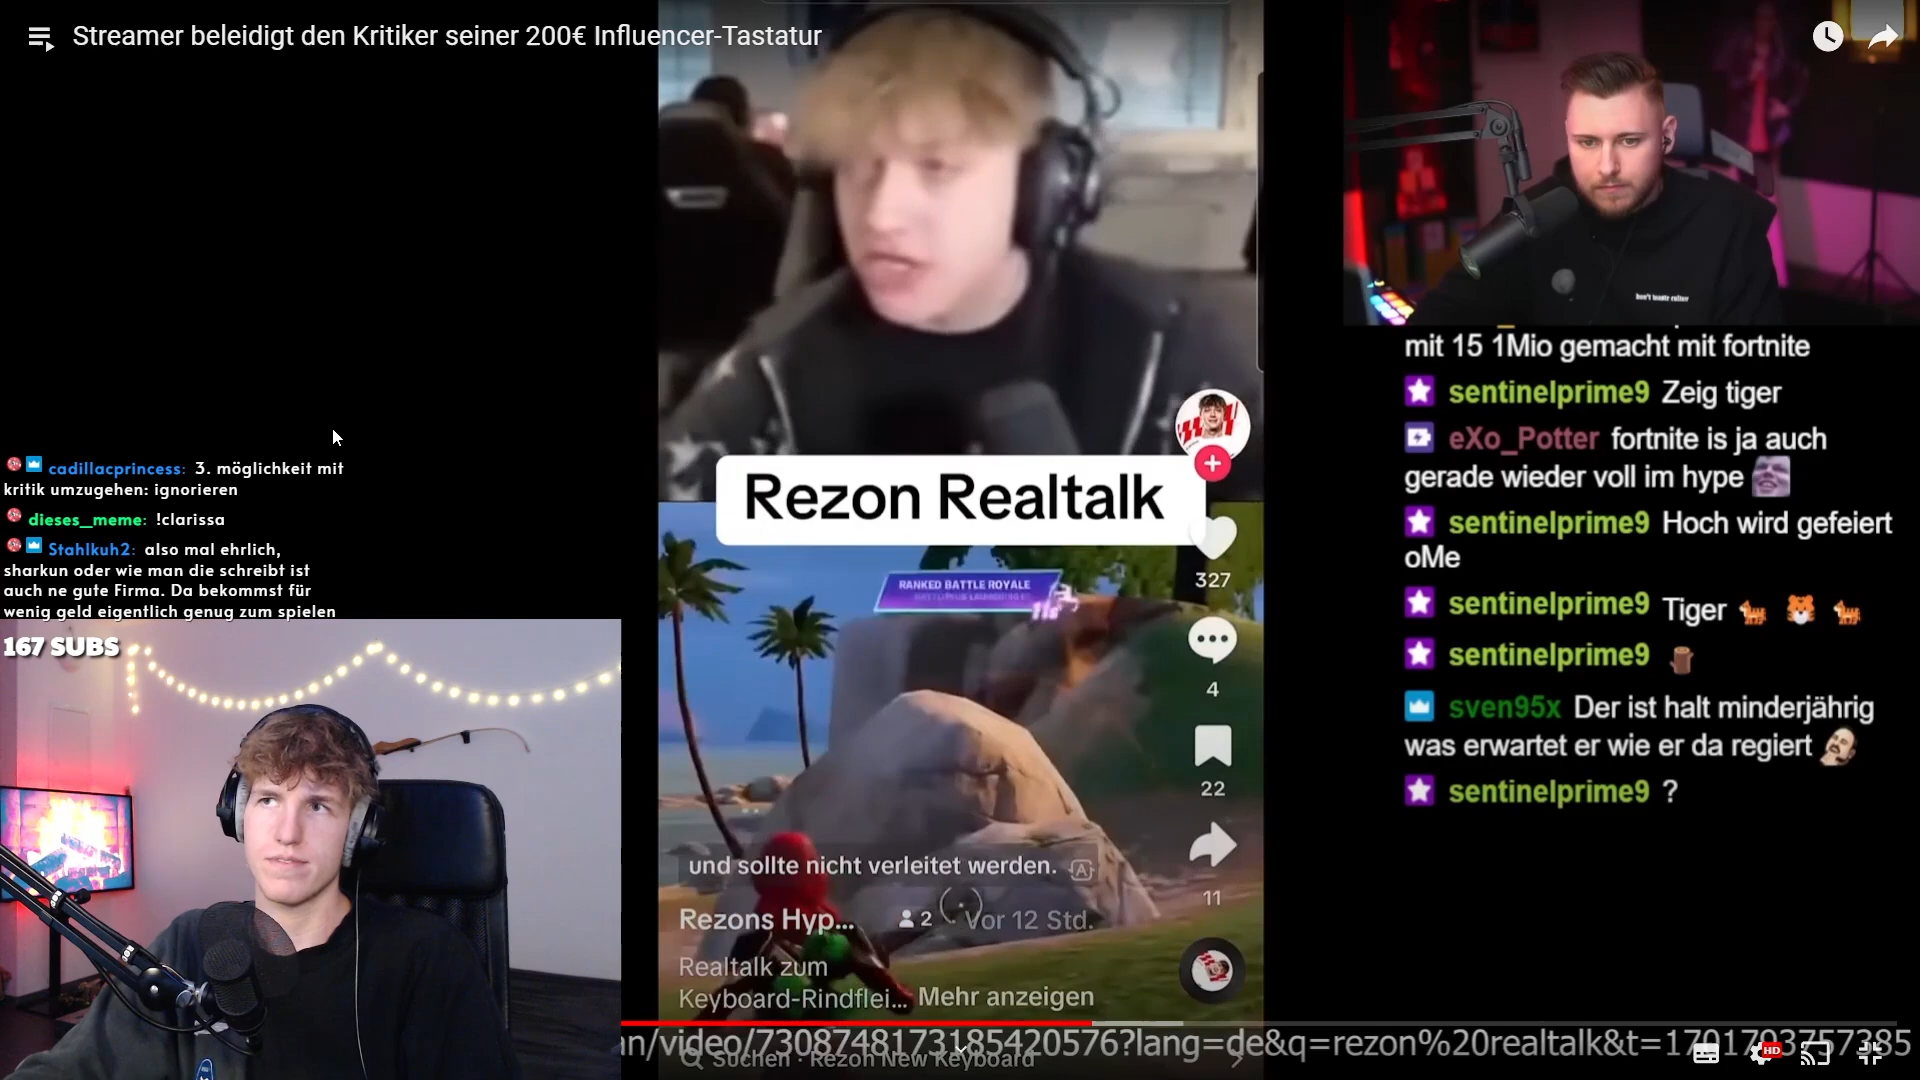 Streamer beleidigt den Kritiker seiner 200€ Influencer-Tastatur
cadillacprincess: 3. möglichkeit mit
kritik umzugehen: ignorieren
dieses_meme: !clarissa
Stahlkuh2: also mal ehrlich,
sharkun oder wie man die schreibt ist
auch ne gute Firma. Da bekommst für
wenig geld eigentlich genug zum spielen
167 SUBS
Rezon Realtalk
RANKED BATTLE ROYALE
327
4
22
11
und sollte nicht verleitet werden.
Rezons Hyp... 2 · Vor 12 Std.
Realtalk zum
Keyboard-Rindflei... Mehr anzeigen
Suchen · Rezon New Keyboard
an/video/7308748173185420576?lang=de&q=rezon%20realtalk&t=1701793757385
HD
mit 15 1Mio gemacht mit fortnite
sentinelprime9 Zeig tiger
eXo_Potter fortnite is ja auch
gerade wieder voll im hype
sentinelprime9 Hoch wird gefeiert
oMe
sentinelprime9 Tiger 🐅 🐯 🐅
sentinelprime9 🪵
sven95x Der ist halt minderjährig
was erwartet er wie er da regiert
sentinelprime9 ?